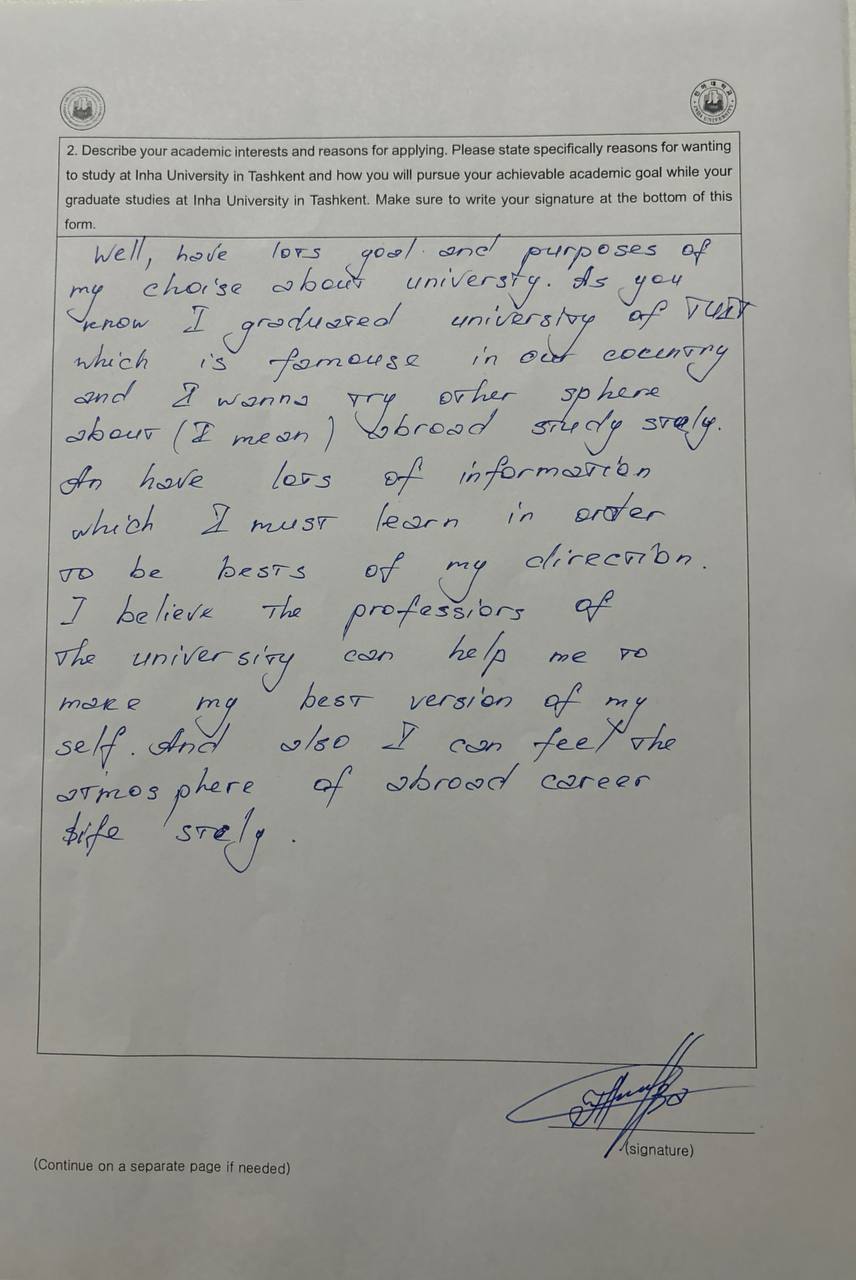 인하대학교
INHA UNIVERSITY
2. Describe your academic interests and reasons for applying. Please state specifically reasons for wanting
to study at Inha University in Tashkent and how you will pursue your achievable academic goal while your
graduate studies at Inha University in Tashkent. Make sure to write your signature at the bottom of this
form.
Well, have lots goal and purposes of
my choise about universty. As you
know I graduated university of TUIT
which is famouse in our country
and I wanna try other sphere
about (I mean) abroad study stely.
An have lots of information
which I must learn in order
to be bests of my direction.
I believe the professiors of
the university can help me to
make my best version of my
self. And also I can feel the
atmosphere of abroad career
life stely.
(signature)
(Continue on a separate page if needed)